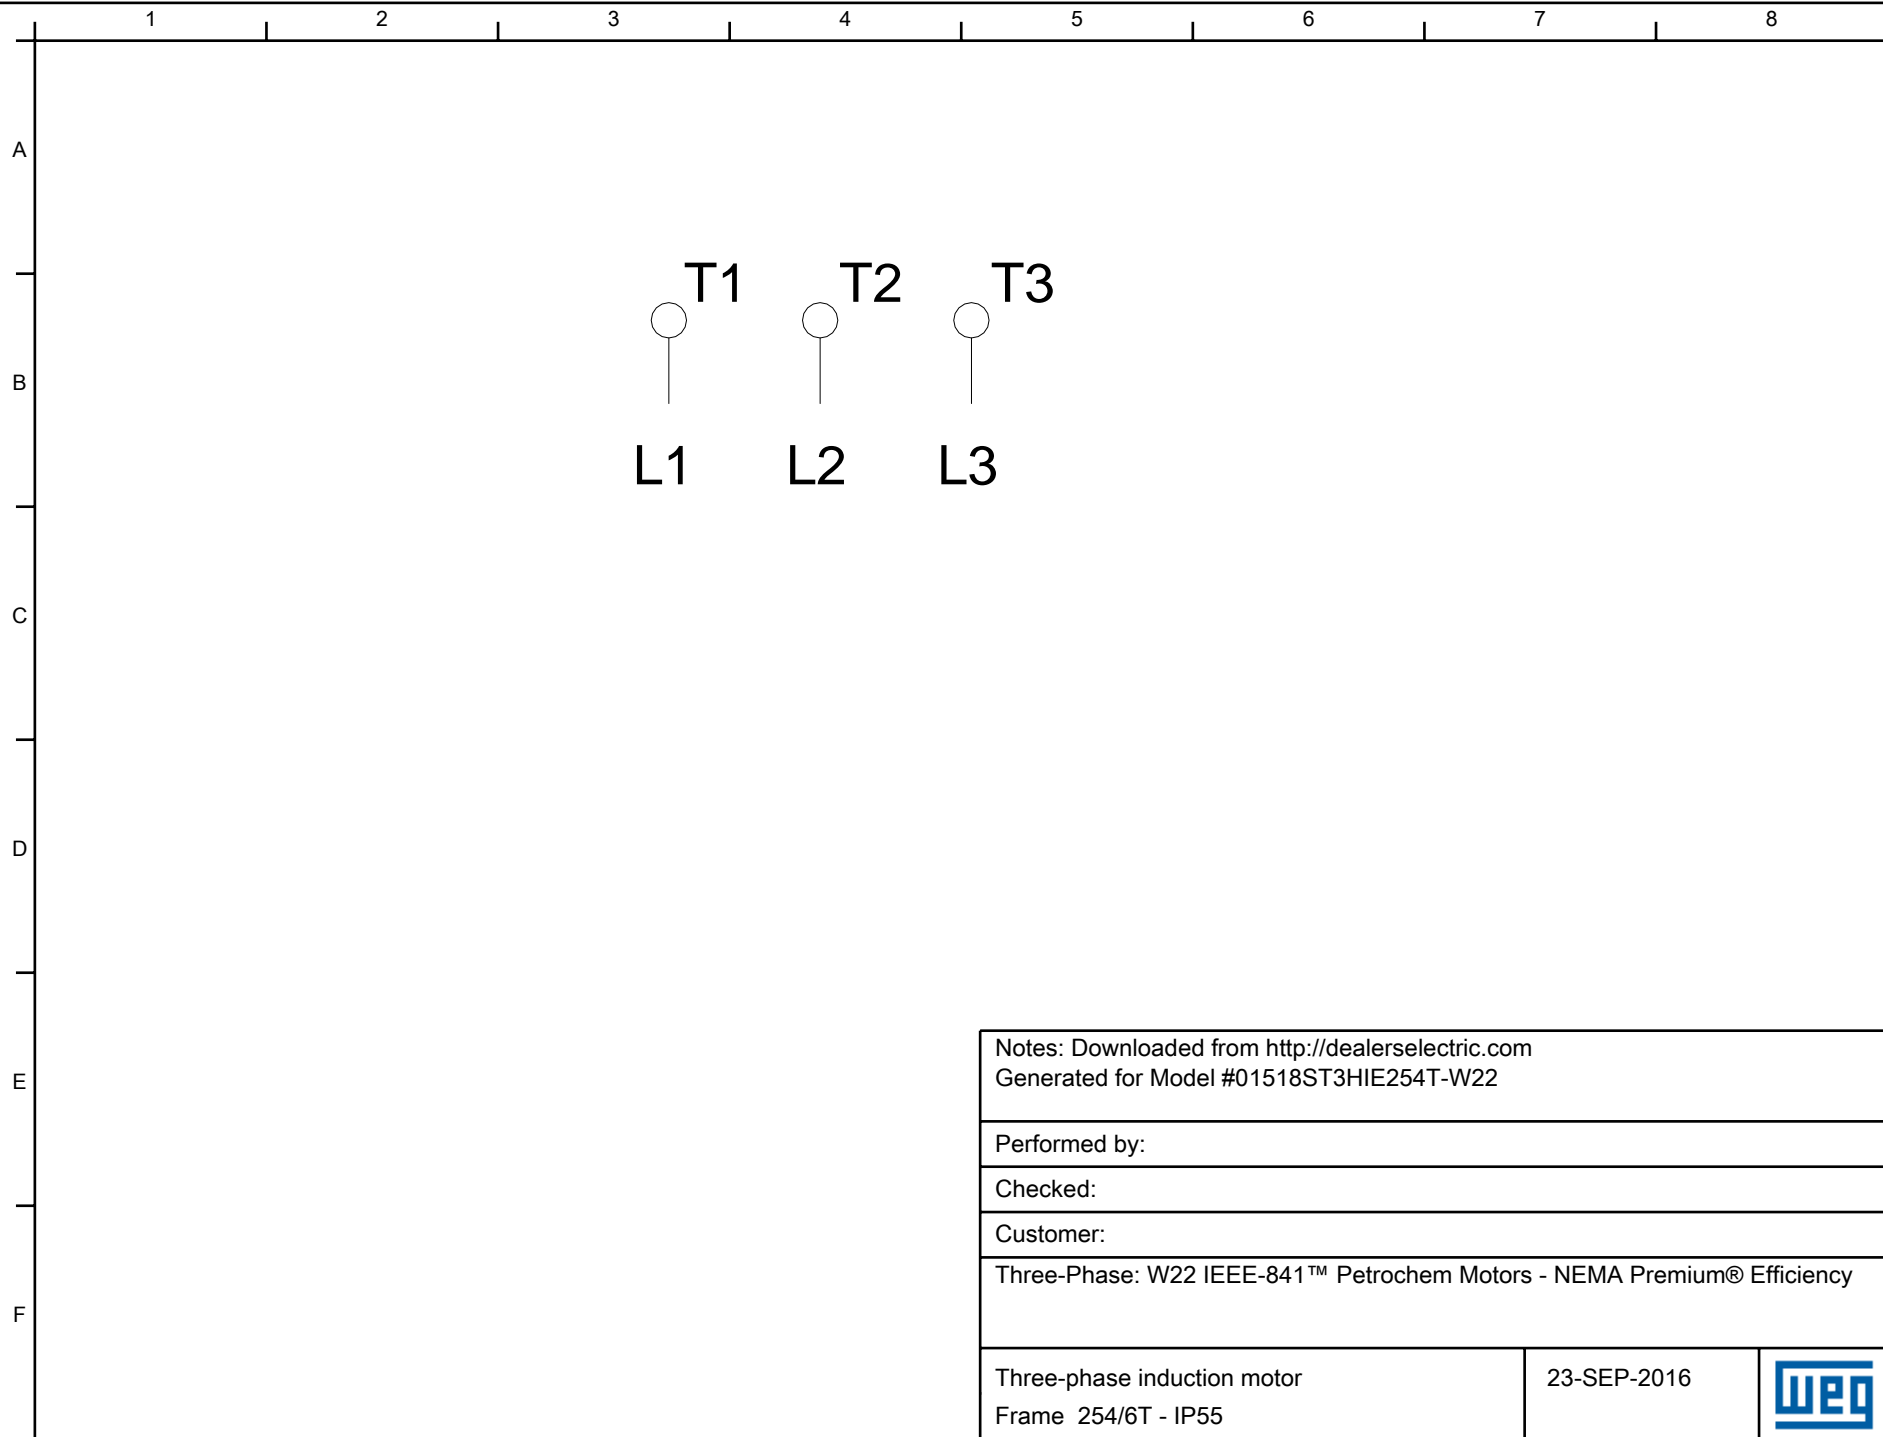 1 2 3 4 5 6 7 8
A
T1 T2 T3
B
L1 L2 L3
C
D
E
Notes: Downloaded from http://dealerselectric.com
Generated for Model #01518ST3HIE254T-W22
Performed by:
Checked:
Customer:
F
Three-Phase: W22 IEEE-841™ Petrochem Motors - NEMA Premium® Efficiency
Three-phase induction motor
Frame 254/6T - IP55
23-SEP-2016
weg